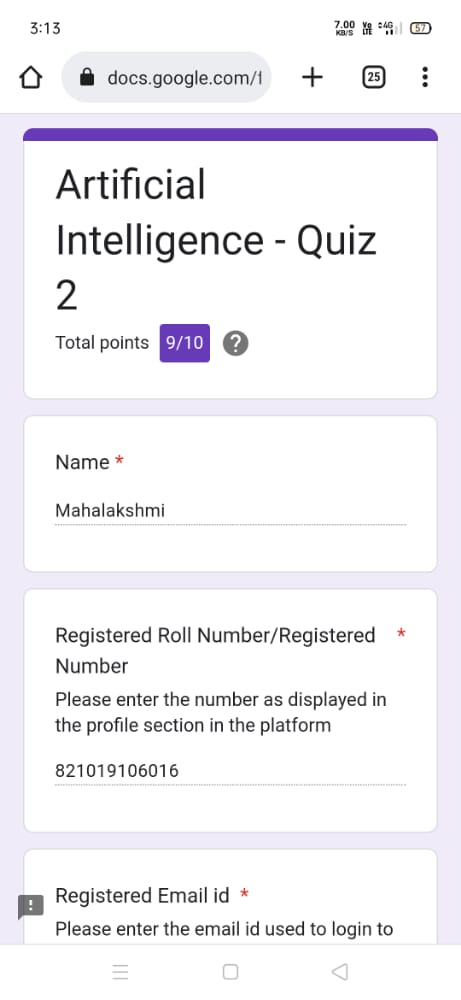 3:13
7.00 KB/S Vo LTE 4G 57
docs.google.com/f
25
Artificial
Intelligence - Quiz
2
Total points 9/10 ?
Name *
Mahalakshmi
Registered Roll Number/Registered *
Number
Please enter the number as displayed in
the profile section in the platform
821019106016
Registered Email id *
Please enter the email id used to login to